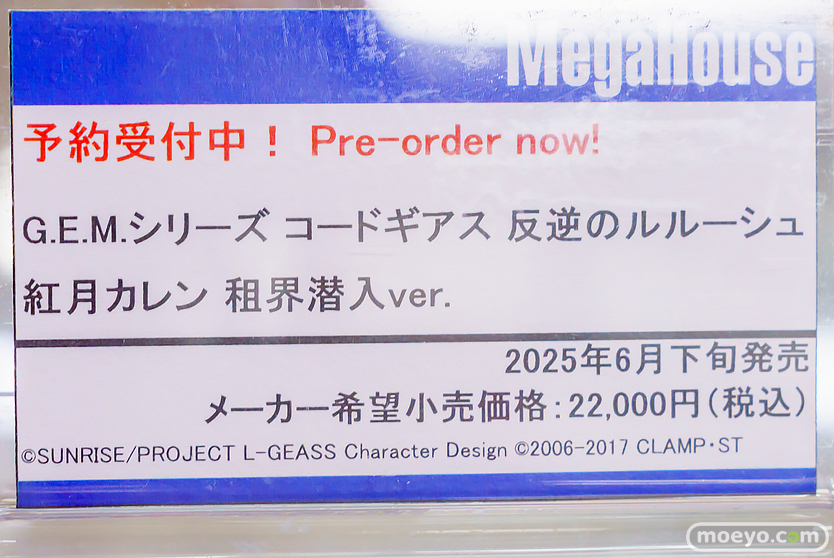 MegaHouse
予約受付中！ Pre-order now!
G.E.M.シリーズ コードギアス 反逆のルルーシュ
紅月カレン 租界潜入ver.
2025年6月下旬発売
メーカー希望小売価格：22,000円（税込）
©SUNRISE/PROJECT L-GEASS Character Design ©2006-2017 CLAMP・ST
moeyo.com